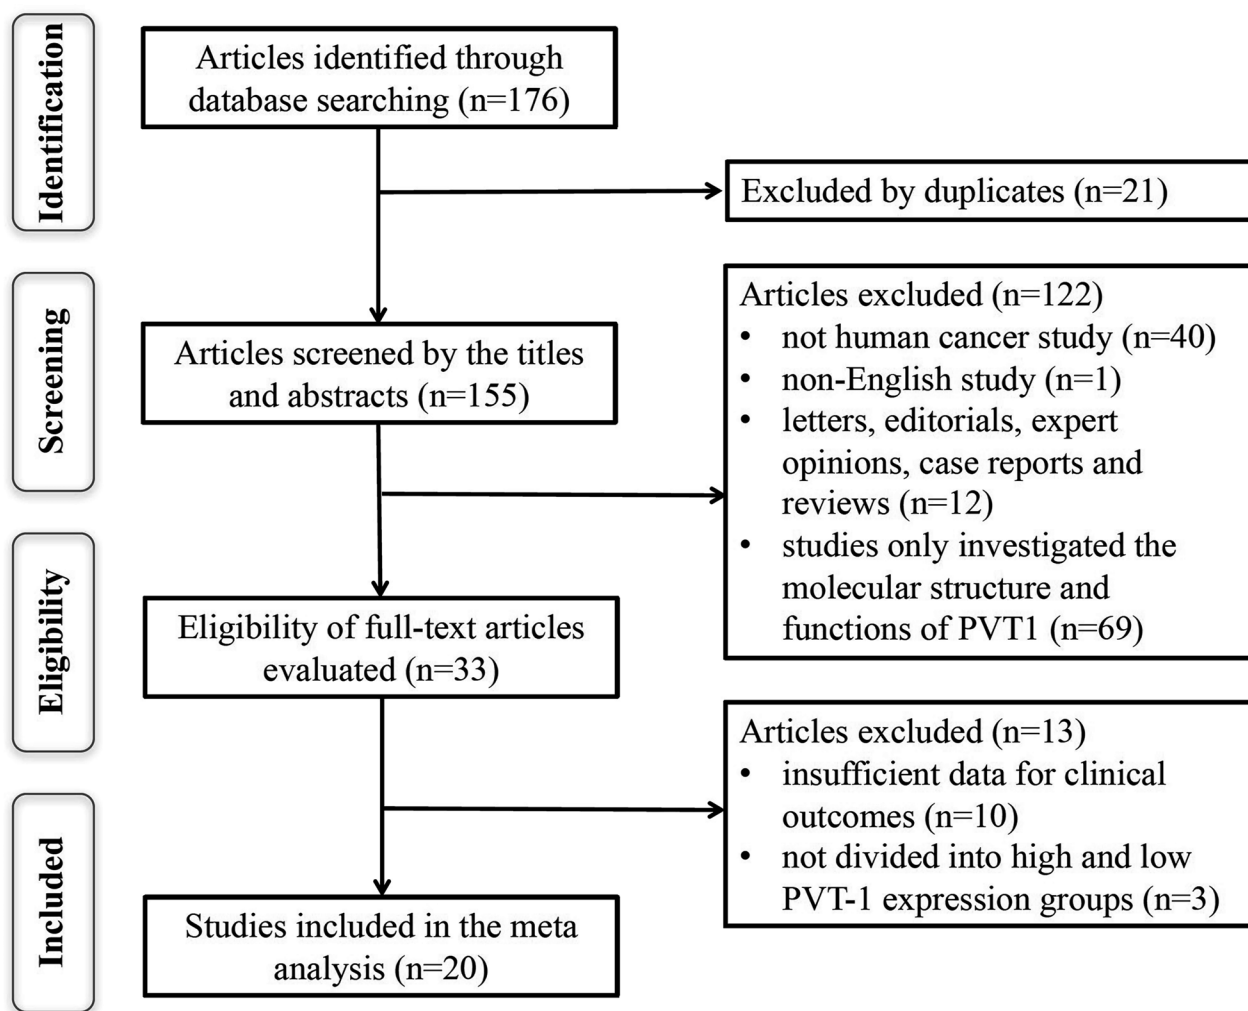 Identification
Articles identified through
database searching (n=176)
Excluded by duplicates (n=21)
Screening
Articles screened by the titles
and abstracts (n=155)
Articles excluded (n=122)
• not human cancer study (n=40)
• non-English study (n=1)
• letters, editorials, expert
opinions, case reports and
reviews (n=12)
• studies only investigated the
molecular structure and
functions of PVT1 (n=69)
Eligibility
Eligibility of full-text articles
evaluated (n=33)
Articles excluded (n=13)
• insufficient data for clinical
outcomes (n=10)
• not divided into high and low
PVT-1 expression groups (n=3)
Included
Studies included in the meta
analysis (n=20)